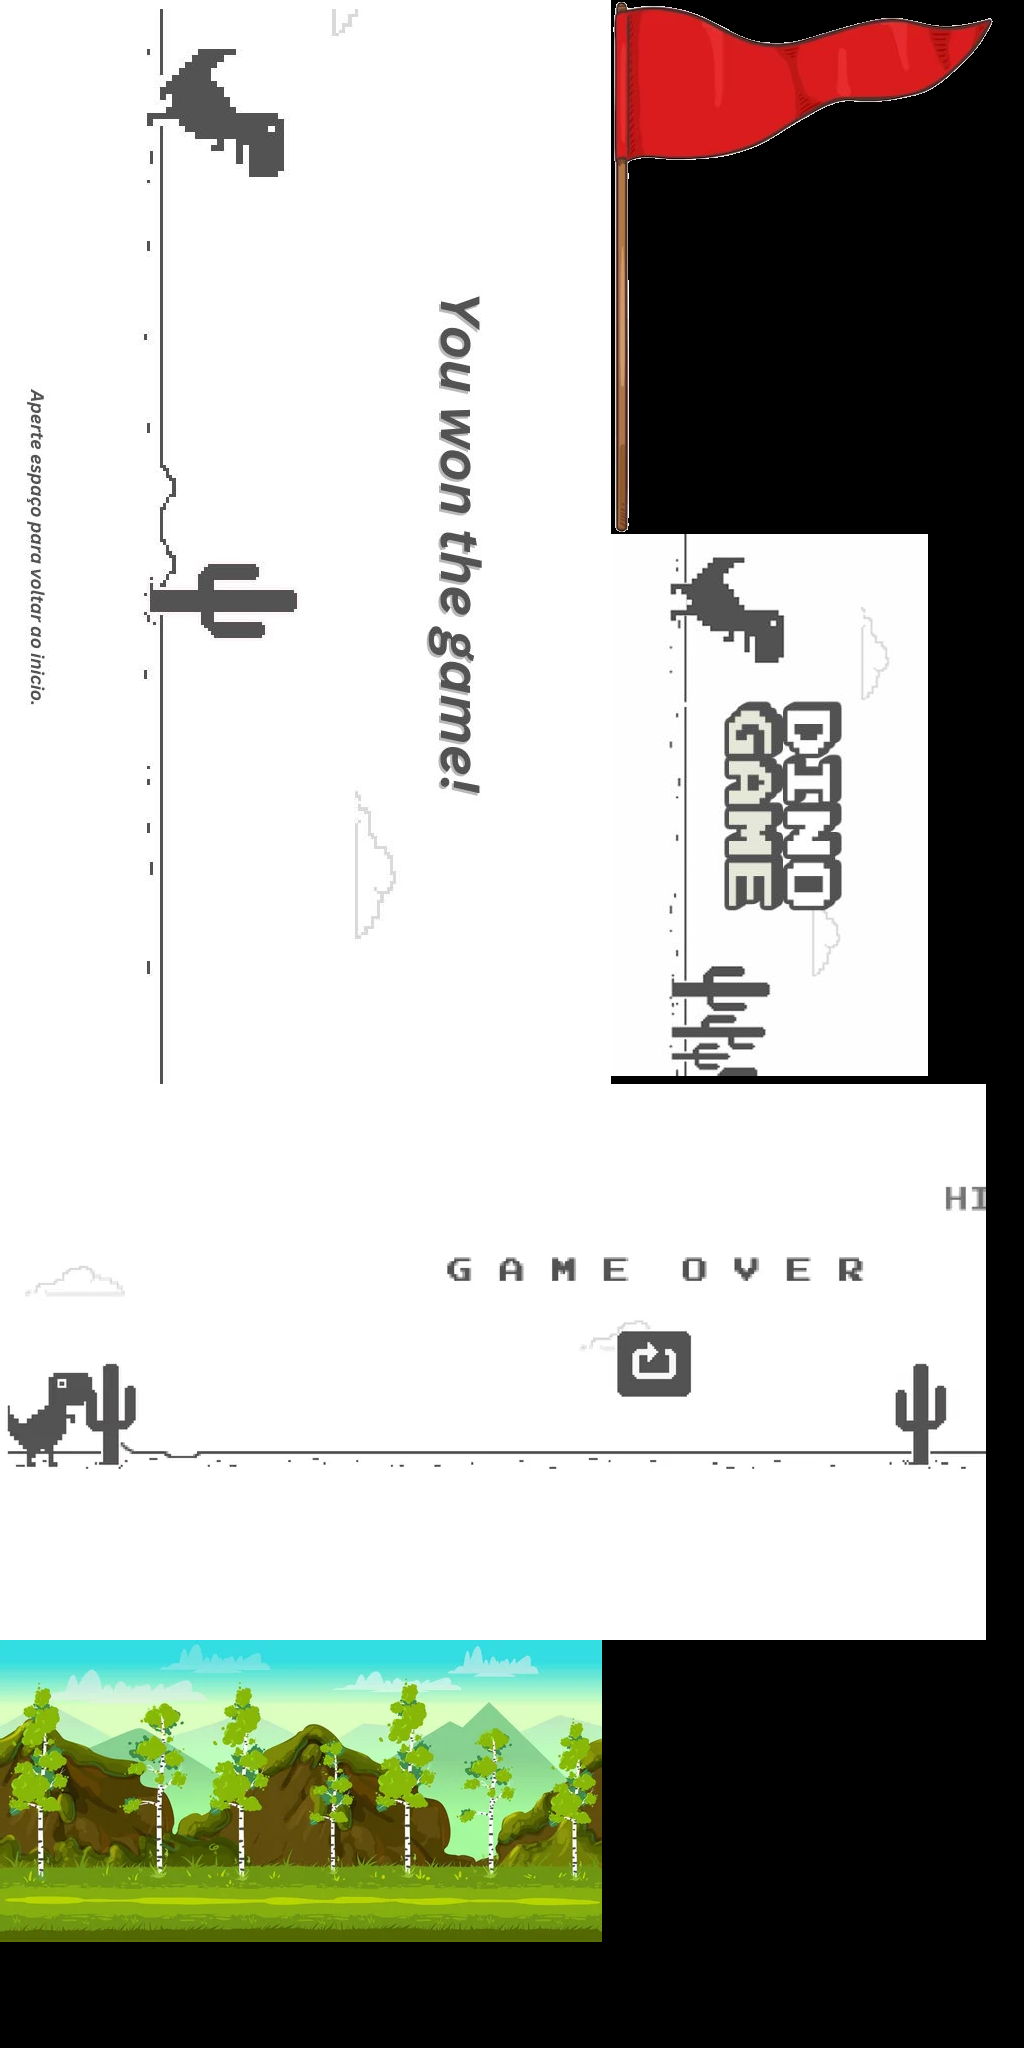 You won the game!
Aperte espaço para voltar ao inicio.
DINO
GAME
HI
GAME OVER